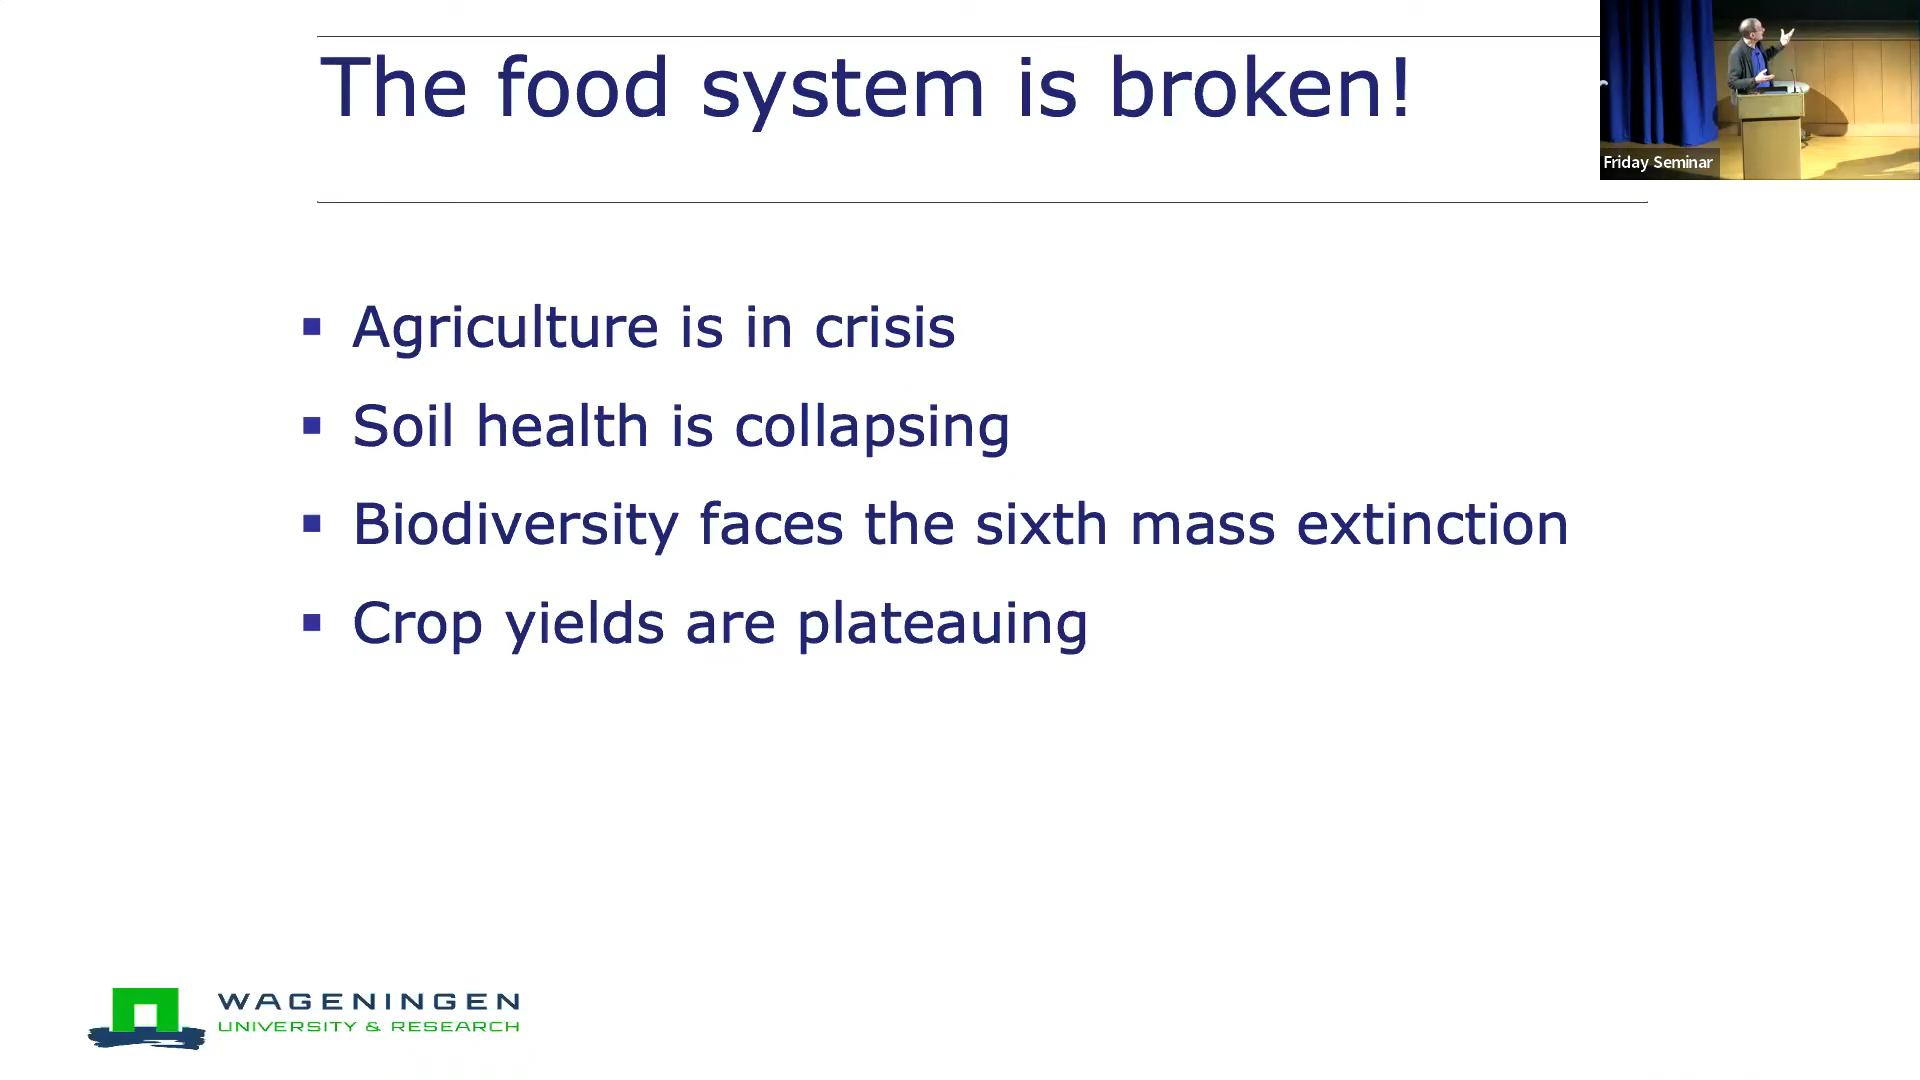 The food system is broken!
Friday Seminar
Agriculture is in crisis
Soil health is collapsing
Biodiversity faces the sixth mass extinction
Crop yields are plateauing
WAGENINGEN
UNIVERSITY & RESEARCH